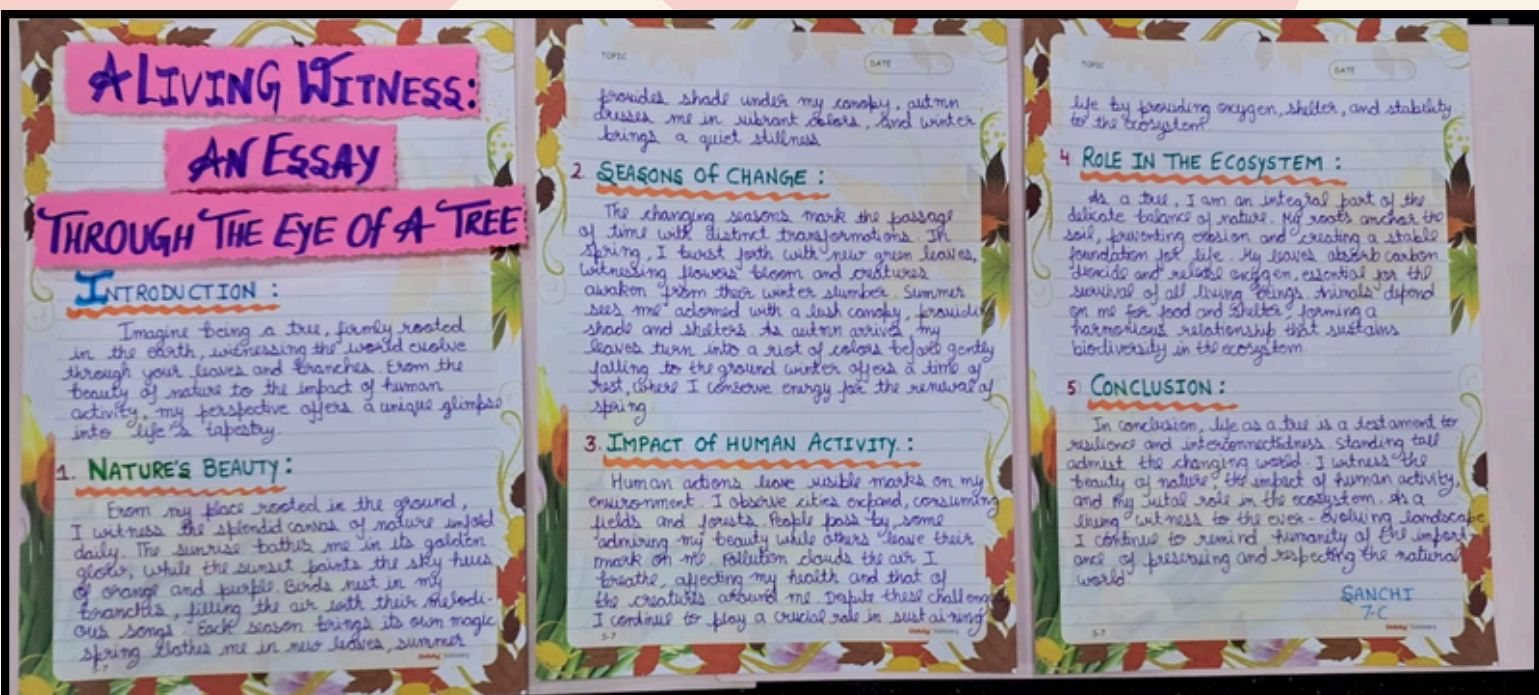 A LIVING WITNESS:
AN ESSAY
THROUGH THE EYE OF A TREE
INTRODUCTION :
Imagine being a tree, firmly rooted
in the earth, witnessing the world evolve
through your leaves and branches. From the
beauty of nature to the impact of human
activity, my perspective offers a unique glimpse
into life's tapestry.
1. NATURE'S BEAUTY :
From my place rooted in the ground,
I witness the splendid canvas of nature unfold
daily. The sunrise bathes me in its golden
glow, while the sunset paints the sky hues
of orange and purple. Birds nest in my
branches, filling the air with their melodi-
ous songs. Each season brings its own magic
spring clothes me in new leaves, summer
TOPIC
DATE
provides shade under my canopy, autmn
dresses me in vibrant colors, and winter
brings a quiet stillness
2. SEASONS OF CHANGE :
The changing seasons mark the passage
of time with distinct transformations. In
spring, I burst forth with new green leaves,
witnessing flowers bloom and creatures
awaken from their winter slumber. Summer
sees me adorned with a lush canopy, providing
shade and shelters. As autmn arrives, my
leaves turn into a riot of colors before gently
falling to the ground winter offers a time of
rest, where I conserve energy for the renewal of
spring.
3. IMPACT OF HUMAN ACTIVITY. :
Human actions leave visible marks on my
environment. I observe cities expand, consuming
fields and forests. People pass by, some
admiring my beauty while others leave their
mark on me. Pollution clouds the air I
breathe, affecting my health and that of
the creatures around me. Dispite these challenges
I continue to play a crucial role in sustaining
S-7
TOPIC
DATE
life by providing oxygen, shelter, and stability
to the ecosystem.
4 ROLE IN THE ECOSYSTEM :
As a tree, I am an integral part of the
delicate balance of nature. My roots anchor the
soil, preventing erosion and creating a stable
foundation for life. My leaves absorb carbon
dioxide and release oxygen, essential for the
survival of all living beings. Animals depend
on me for food and shelter, forming a
harmonious relationship that sustains
biodiversity in the ecosystem.
5 CONCLUSION :
In conclusion, life as a tree is a testament to
resilience and interconnectedness. Standing tall
admist the changing world. I witness the
beauty of nature, the impact of human activity,
and my vital role in the ecosystem. As a
living witness to the ever-evolving landscape
I continue to remind humanity of the import-
ance of preserving and respecting the natural
world.
SANCHI
7-C
S-7